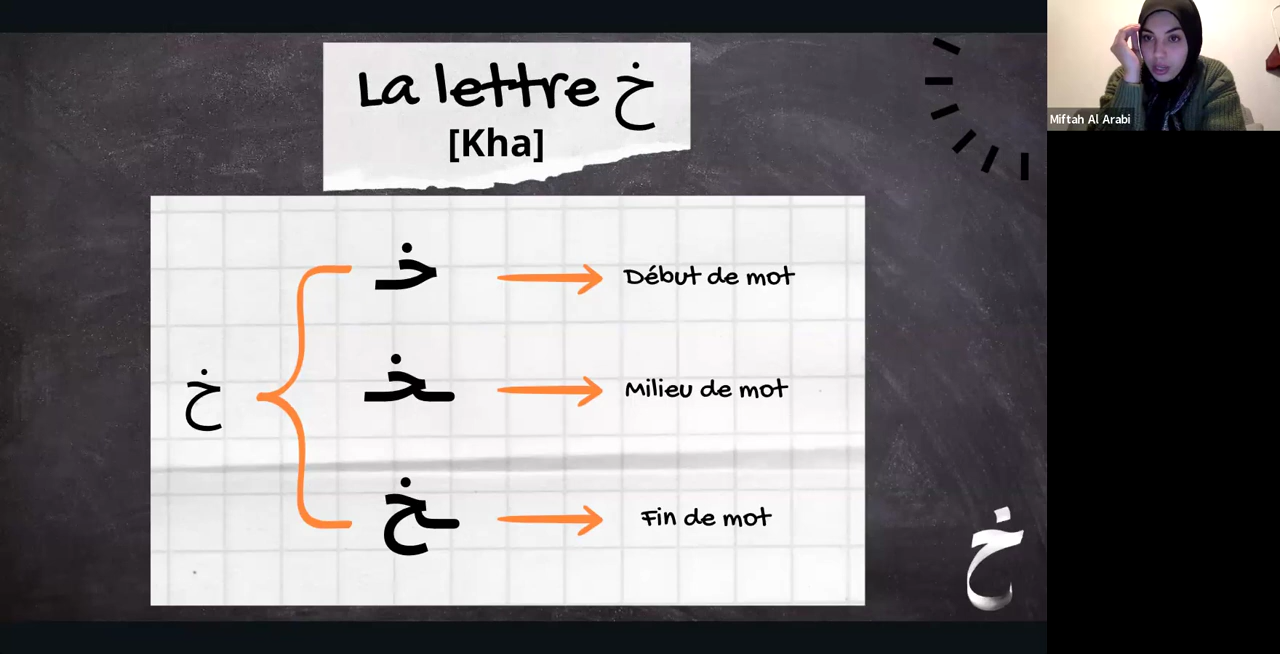 La lettre خ
[Kha]
Miftah Al Arabi
خـ
Début de mot
خ
ـخـ
Milieu de mot
ـخ
Fin de mot
خ